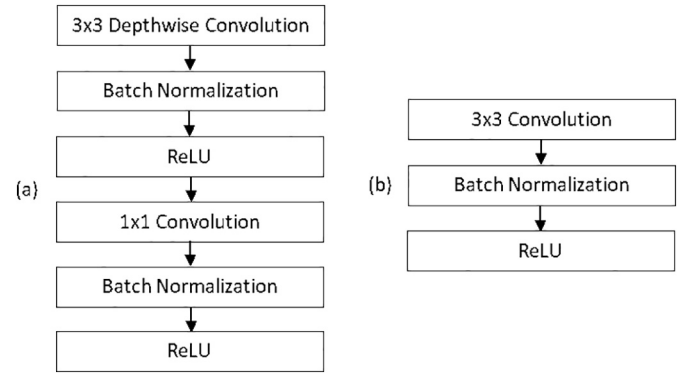 3x3 Depthwise Convolution
Batch Normalization
ReLU
(a)
1x1 Convolution
Batch Normalization
ReLU
3x3 Convolution
(b)
Batch Normalization
ReLU